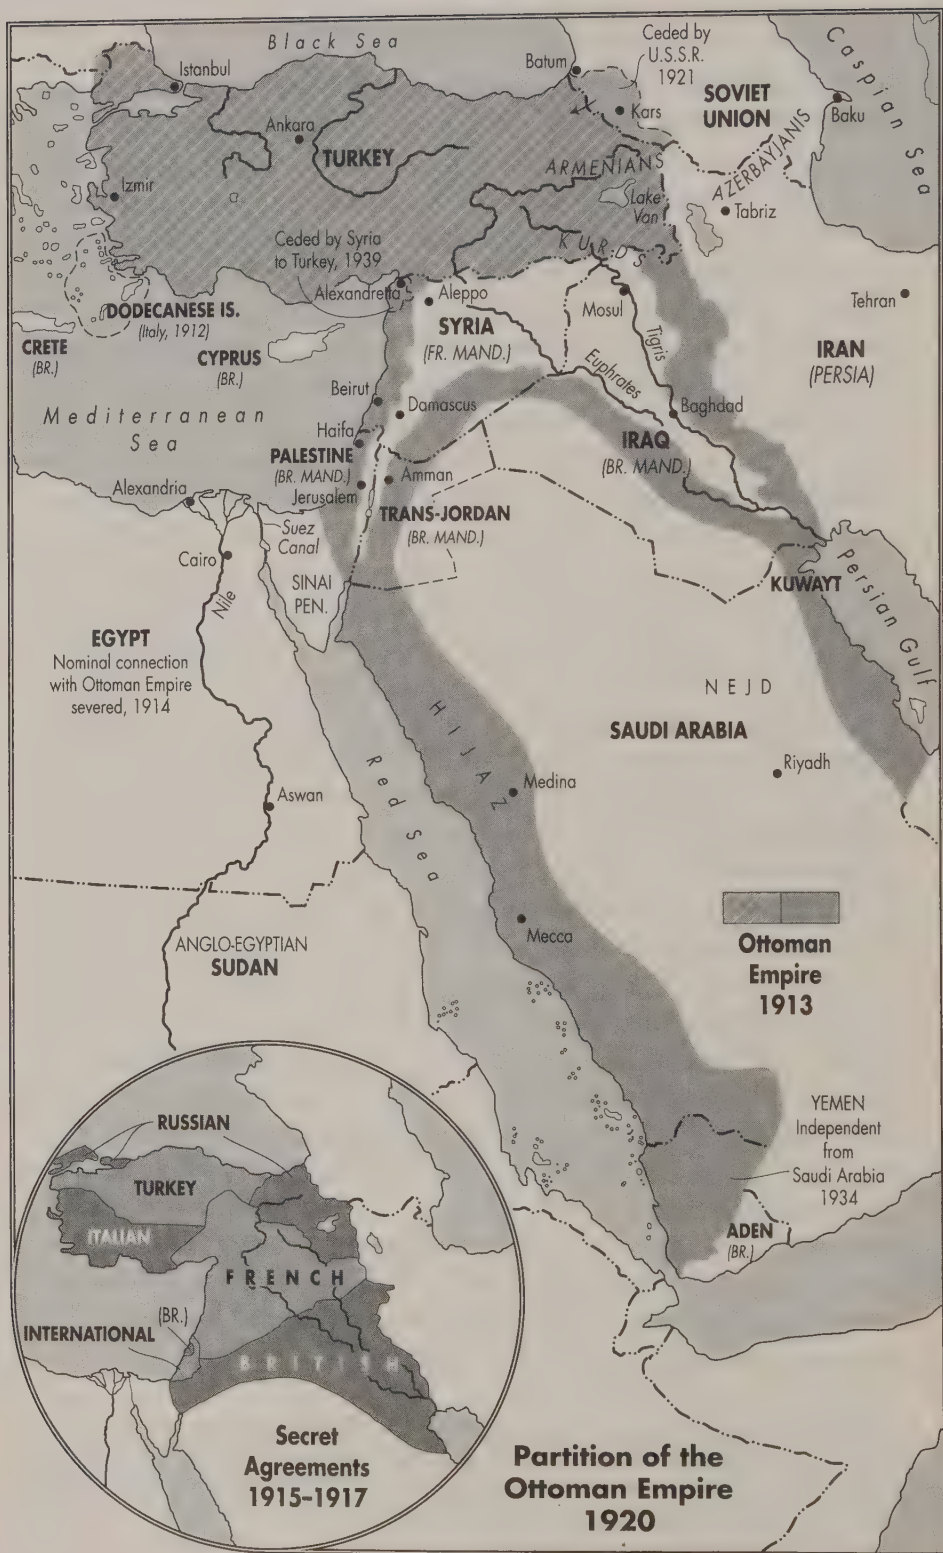 Black Sea
Istanbul
Batum
Ceded by
U.S.S.R.
1921
Caspian
Sea
SOVIET
UNION
Baku
Kars
Ankara
TURKEY
ARMENIANS
AZERBAYJANIS
Izmir
Lake
Van
Tabriz
KURDS
Ceded by Syria
to Turkey, 1939
Alexandretta
Aleppo
Mosul
Tehran
DODECANESE IS.
(Italy, 1912)
SYRIA
(FR. MAND.)
Tigris
CRETE
(BR.)
CYPRUS
(BR.)
Euphrates
IRAN
(PERSIA)
Beirut
Mediterranean
Sea
Damascus
Baghdad
Haifa
IRAQ
(BR. MAND.)
PALESTINE
(BR. MAND.)
Amman
Jerusalem
Alexandria
TRANS-JORDAN
(BR. MAND.)
Suez
Canal
Cairo
Persian Gulf
SINAI
PEN.
KUWAYT
Nile
EGYPT
Nominal connection
with Ottoman Empire
severed, 1914
NEJD
HIJAZ
SAUDI ARABIA
Red Sea
Riyadh
Medina
Aswan
Mecca
ANGLO-EGYPTIAN
SUDAN
Ottoman
Empire
1913
YEMEN
Independent
from
Saudi Arabia
1934
ADEN
(BR.)
RUSSIAN
TURKEY
ITALIAN
FRENCH
(BR.)
INTERNATIONAL
BRITISH
Secret
Agreements
1915–1917
Partition of the
Ottoman Empire
1920